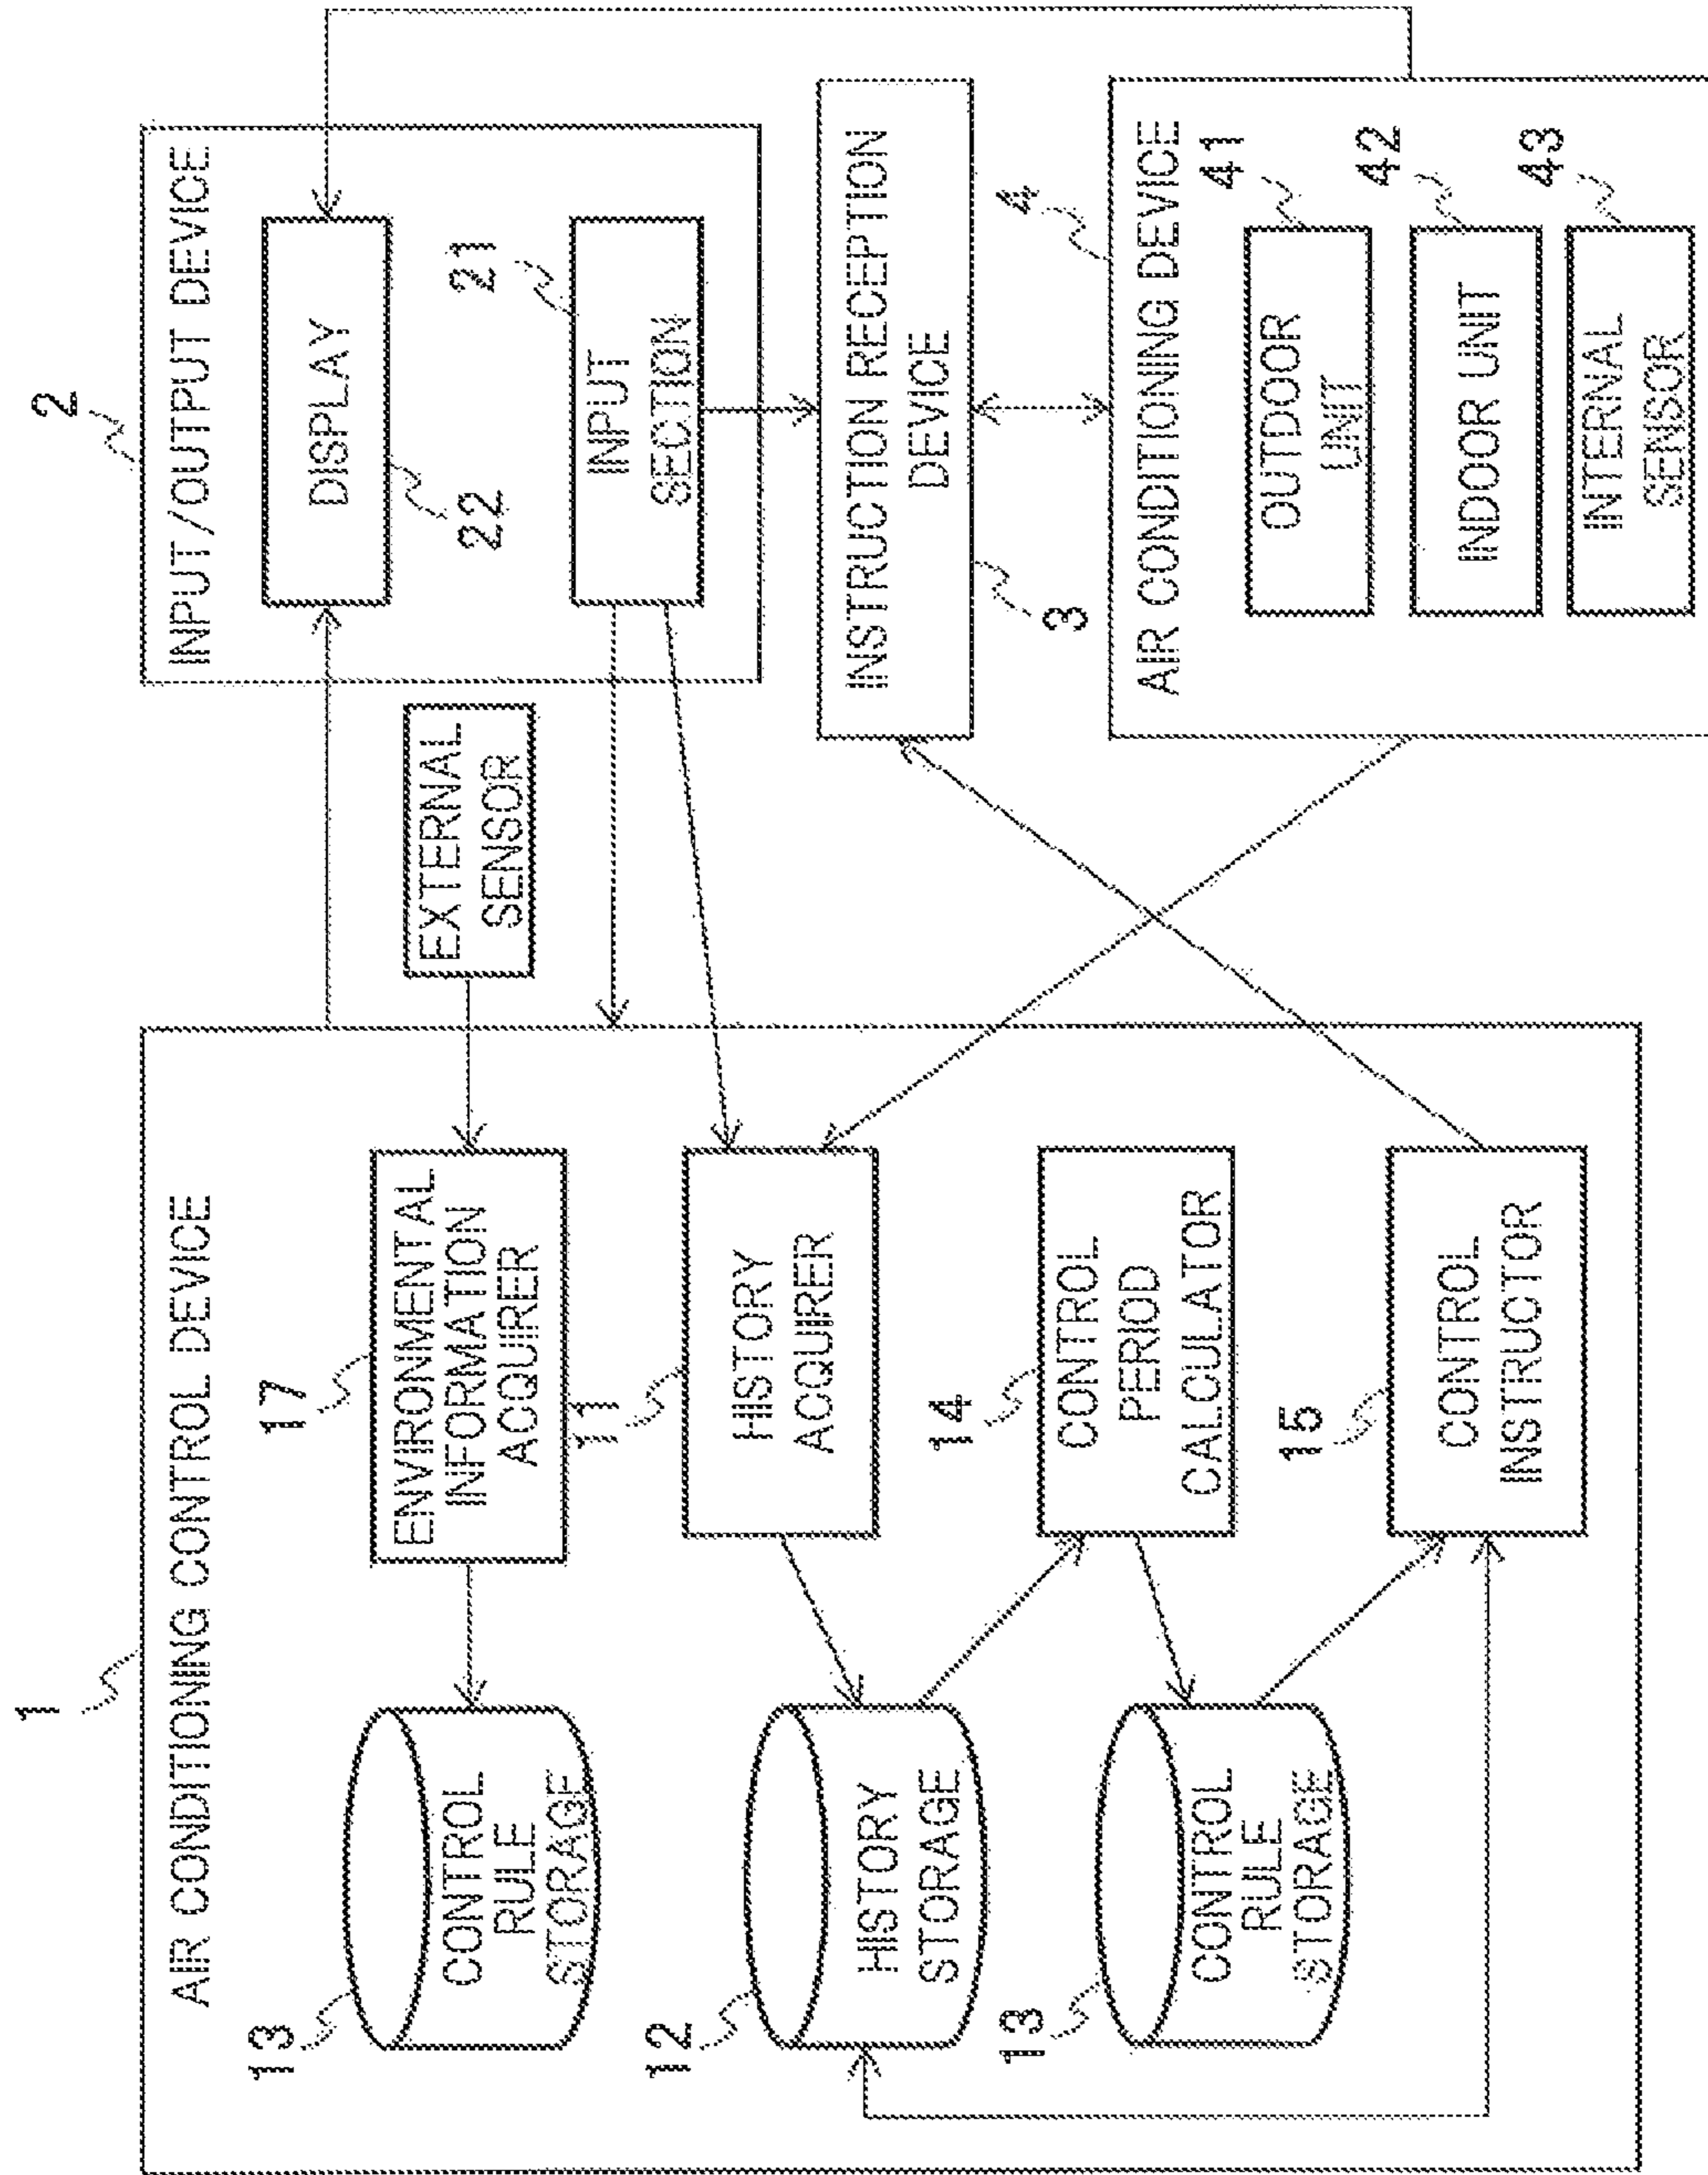 1
AIR CONDITIONING CONTROL DEVICE
13
CONTROL
RULE
STORAGE
17
ENVIRONMENTAL
INFORMATION
ACQUIRER
12
HISTORY
STORAGE
11
HISTORY
ACQUIRER
13
CONTROL
RULE
STORAGE
14
CONTROL
PERIOD
CALCULATOR
15
CONTROL
INSTRUCTOR
EXTERNAL
SENSOR
2
INPUT/OUTPUT DEVICE
DISPLAY
22
21
INPUT
SECTION
INSTRUCTION RECEPTION
DEVICE
3
4
AIR CONDITIONING DEVICE
41
OUTDOOR
UNIT
42
INDOOR UNIT
43
INTERNAL
SENSOR